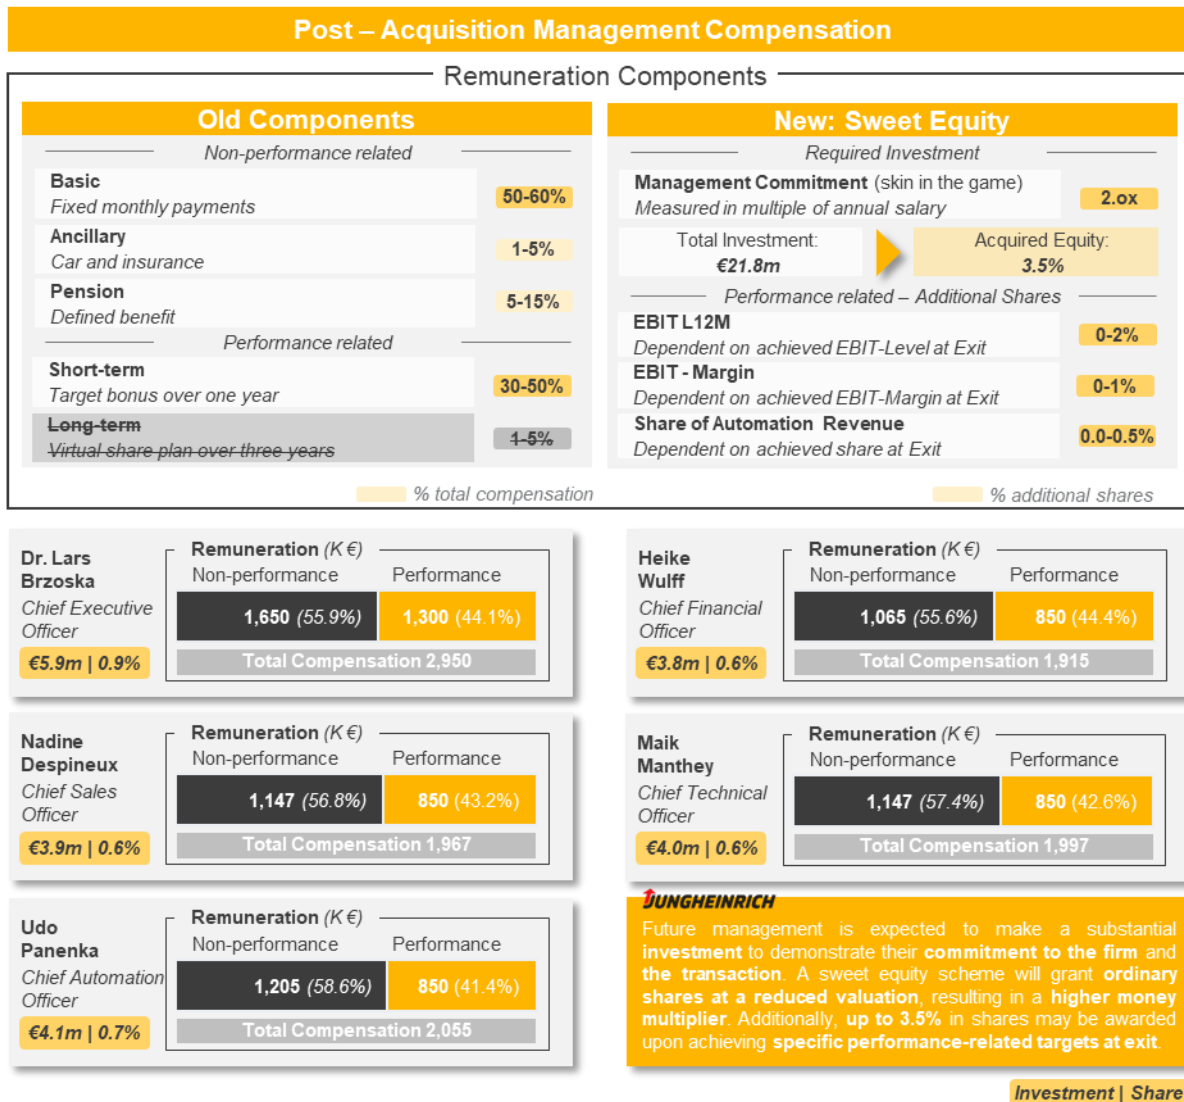 Post – Acquisition Management Compensation
Remuneration Components
Old Components
Non-performance related
Basic
Fixed monthly payments
50-60%
Ancillary
Car and insurance
1-5%
Pension
Defined benefit
5-15%
Performance related
Short-term
Target bonus over one year
30-50%
Long-term
Virtual share plan over three years
1-5%
% total compensation
New: Sweet Equity
Required Investment
Management Commitment (skin in the game)
Measured in multiple of annual salary
2.ox
Total Investment:
€21.8m
Acquired Equity:
3.5%
Performance related – Additional Shares
EBIT L12M
Dependent on achieved EBIT-Level at Exit
0-2%
EBIT - Margin
Dependent on achieved EBIT-Margin at Exit
0-1%
Share of Automation Revenue
Dependent on achieved share at Exit
0.0-0.5%
% additional shares
Dr. Lars
Brzoska
Chief Executive
Officer
€5.9m | 0.9%
Remuneration (K €)
Non-performance Performance
1,650 (55.9%) 1,300 (44.1%)
Total Compensation 2,950
Heike
Wulff
Chief Financial
Officer
€3.8m | 0.6%
Remuneration (K €)
Non-performance Performance
1,065 (55.6%) 850 (44.4%)
Total Compensation 1,915
Nadine
Despineux
Chief Sales
Officer
€3.9m | 0.6%
Remuneration (K €)
Non-performance Performance
1,147 (56.8%) 850 (43.2%)
Total Compensation 1,967
Maik
Manthey
Chief Technical
Officer
€4.0m | 0.6%
Remuneration (K €)
Non-performance Performance
1,147 (57.4%) 850 (42.6%)
Total Compensation 1,997
Udo
Panenka
Chief Automation
Officer
€4.1m | 0.7%
Remuneration (K €)
Non-performance Performance
1,205 (58.6%) 850 (41.4%)
Total Compensation 2,055
JUNGHEINRICH
Future management is expected to make a substantial
investment to demonstrate their commitment to the firm and
the transaction. A sweet equity scheme will grant ordinary
shares at a reduced valuation, resulting in a higher money
multiplier. Additionally, up to 3.5% in shares may be awarded
upon achieving specific performance-related targets at exit.
Investment | Share